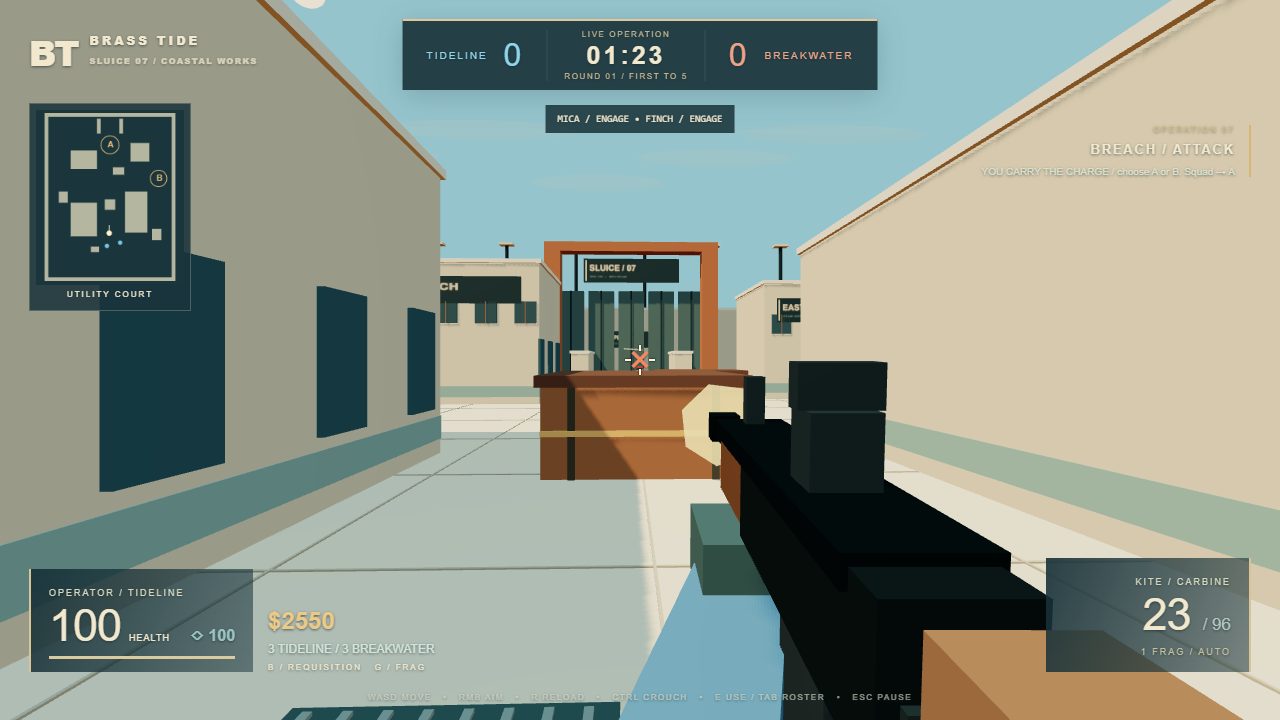 BT
BRASS TIDE
SLUICE 07 / COASTAL WORKS
TIDELINE 0
LIVE OPERATION
01:23
ROUND 01 / FIRST TO 5
0 BREAKWATER
MICA / ENGAGE • FINCH / ENGAGE
A
B
UTILITY COURT
OPERATION 07
BREACH / ATTACK
YOU CARRY THE CHARGE / choose A or B. Squad → A
CH
SLUICE / 07
EAS
OPERATOR / TIDELINE
100 HEALTH 100
$2550
3 TIDELINE / 3 BREAKWATER
B / REQUISITION G / FRAG
KITE / CARBINE
23 / 96
1 FRAG / AUTO
WASD MOVE • RMB AIM • R RELOAD • CTRL CROUCH • E USE / TAB ROSTER • ESC PAUSE